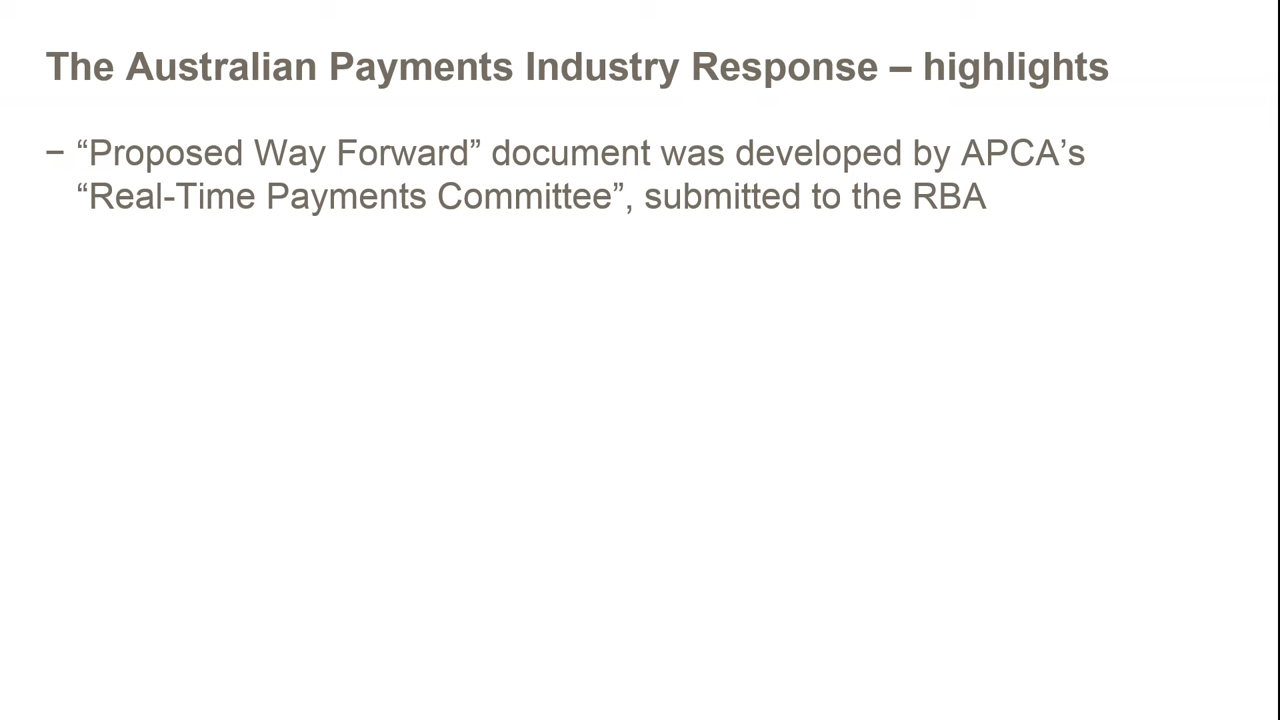 The Australian Payments Industry Response – highlights
– “Proposed Way Forward” document was developed by APCA’s
“Real-Time Payments Committee”, submitted to the RBA